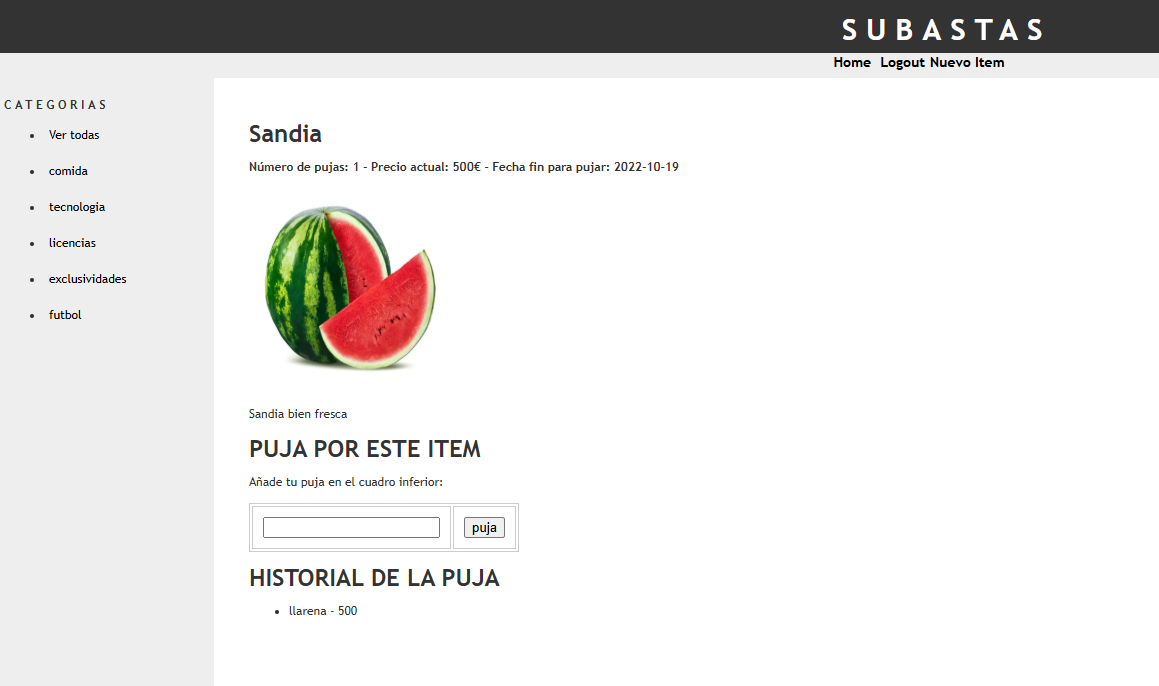 S U B A S T A S
Home Logout Nuevo Item
C A T E G O R I A S
Ver todas
comida
tecnologia
licencias
exclusividades
futbol
Sandia
Número de pujas: 1 - Precio actual: 500€ - Fecha fin para pujar: 2022-10-19
Sandia bien fresca
PUJA POR ESTE ITEM
Añade tu puja en el cuadro inferior:
puja
HISTORIAL DE LA PUJA
llarena - 500